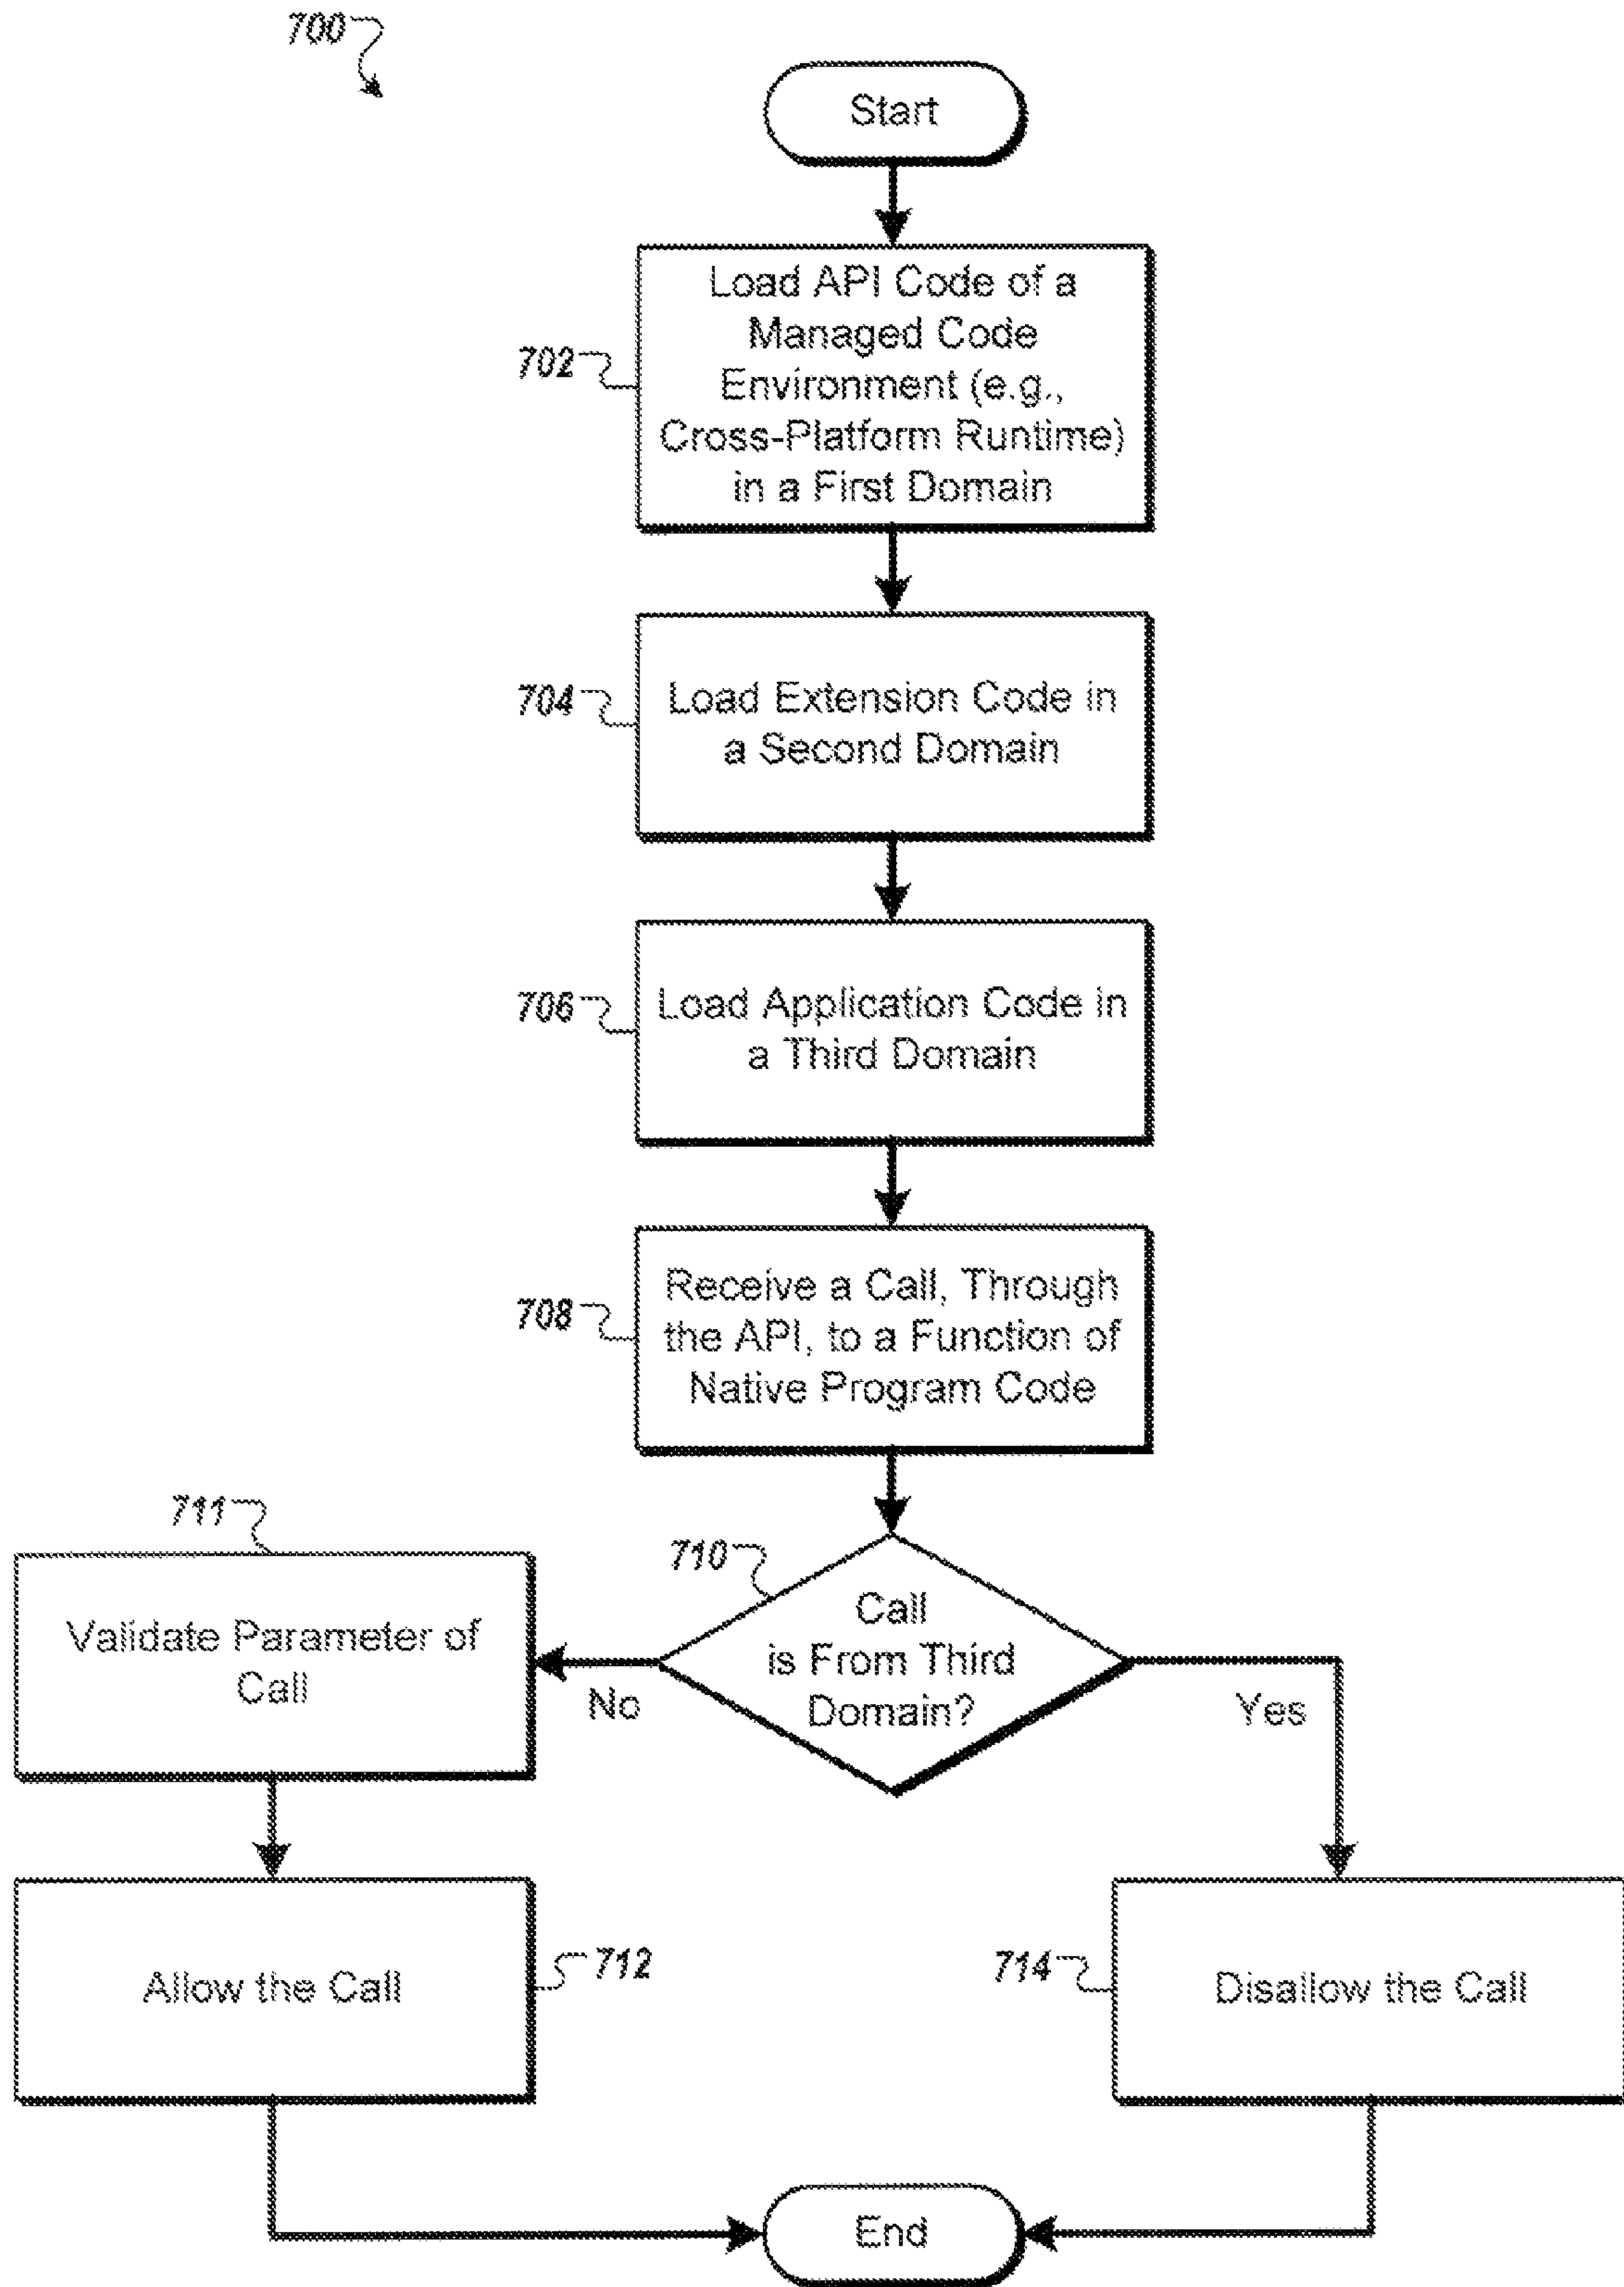 700
Start
702
Load API Code of a
Managed Code
Environment (e.g.,
Cross-Platform Runtime)
in a First Domain
704
Load Extension Code in
a Second Domain
706
Load Application Code in
a Third Domain
708
Receive a Call, Through
the API, to a Function of
Native Program Code
711
Validate Parameter of
Call
710
Call
is From Third
Domain?
No
Yes
Allow the Call
712
714
Disallow the Call
End